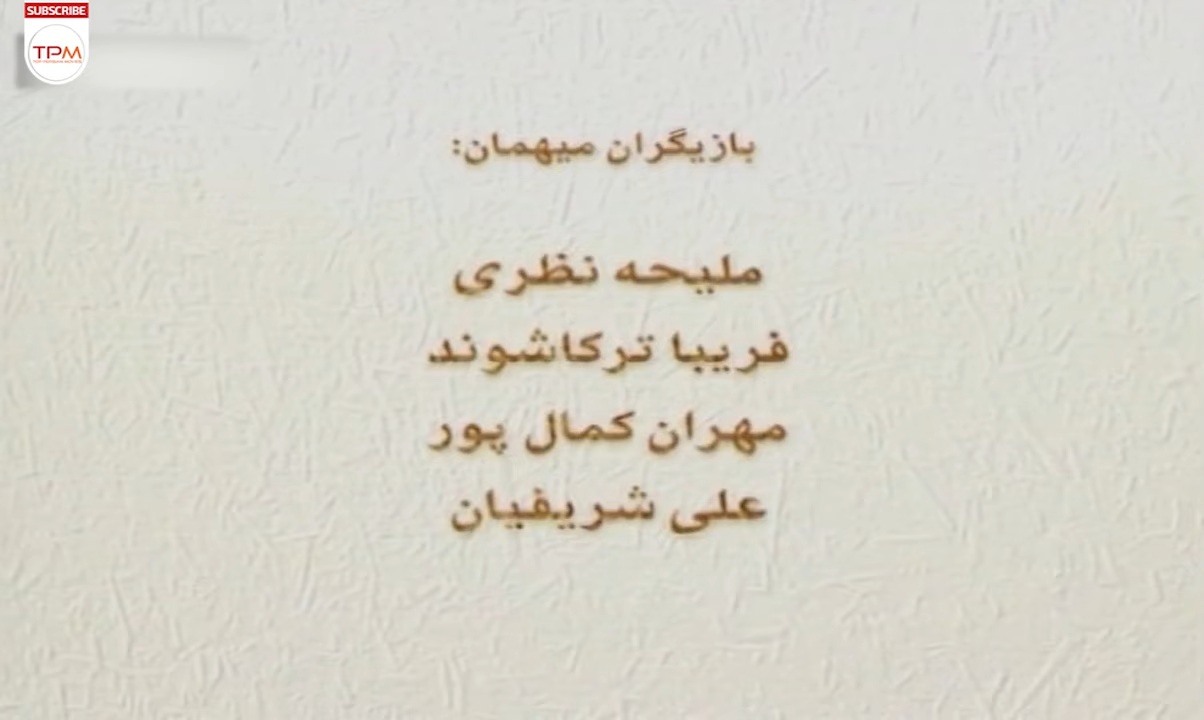 SUBSCRIBE
TPM
بازیگران میهمان:
ملیحه نظری
فریبا ترکاشوند
مهران کمال پور
علی شریفیان